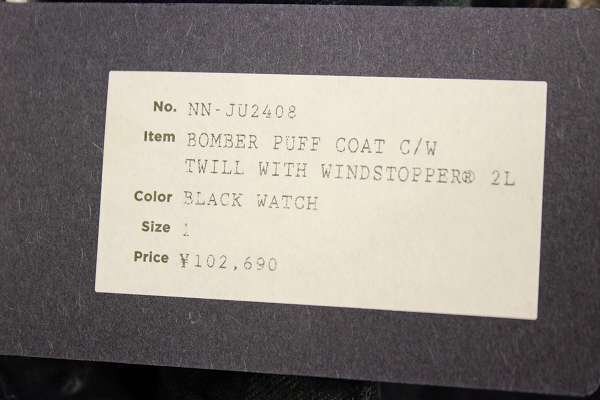 No. NN-JU2408
Item BOMBER PUFF COAT C/W
TWILL WITH WINDSTOPPER® 2L
Color BLACK WATCH
Size 1
Price ¥102,690